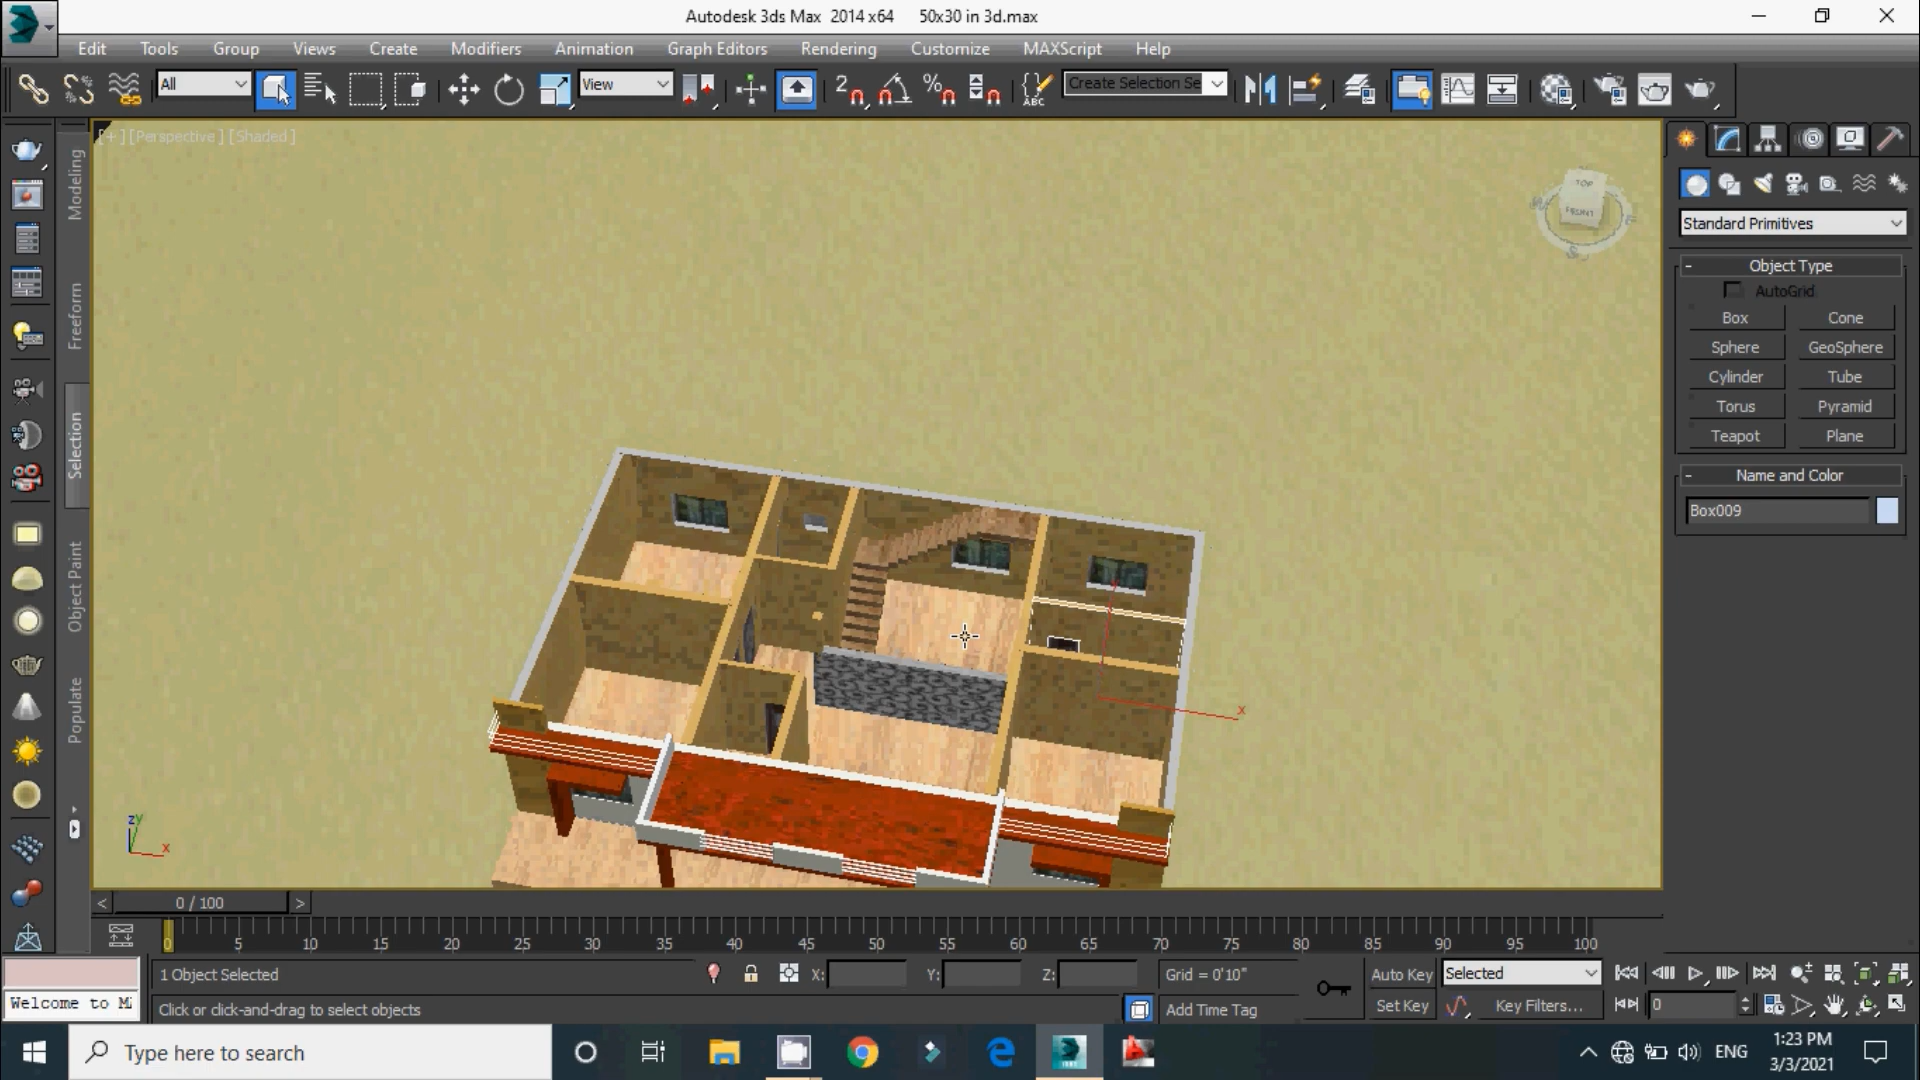 Autodesk 3ds Max 2014 x64 50x30 in 3d.max
Edit Tools Group Views Create Modifiers Animation Graph Editors Rendering Customize MAXScript Help
All
View
2
%
ABC
Create Selection Se
[+] [Perspective] [Shaded]
Modeling
Freeform
Selection
Object Paint
Populate
TOP
FRONT
S
Standard Primitives
- Object Type
AutoGrid
Box Cone
Sphere GeoSphere
Cylinder Tube
Torus Pyramid
Teapot Plane
- Name and Color
Box009
x
z y
x
< 0 / 100 >
0 5 10 15 20 25 30 35 40 45 50 55 60 65 70 75 80 85 90 95 100
1 Object Selected
X: Y: Z:
Grid = 0'10"
Auto Key
Selected
Welcome to M
Click or click-and-drag to select objects
Add Time Tag
Set Key
Key Filters...
0
Type here to search
ENG
1:23 PM
3/3/2021